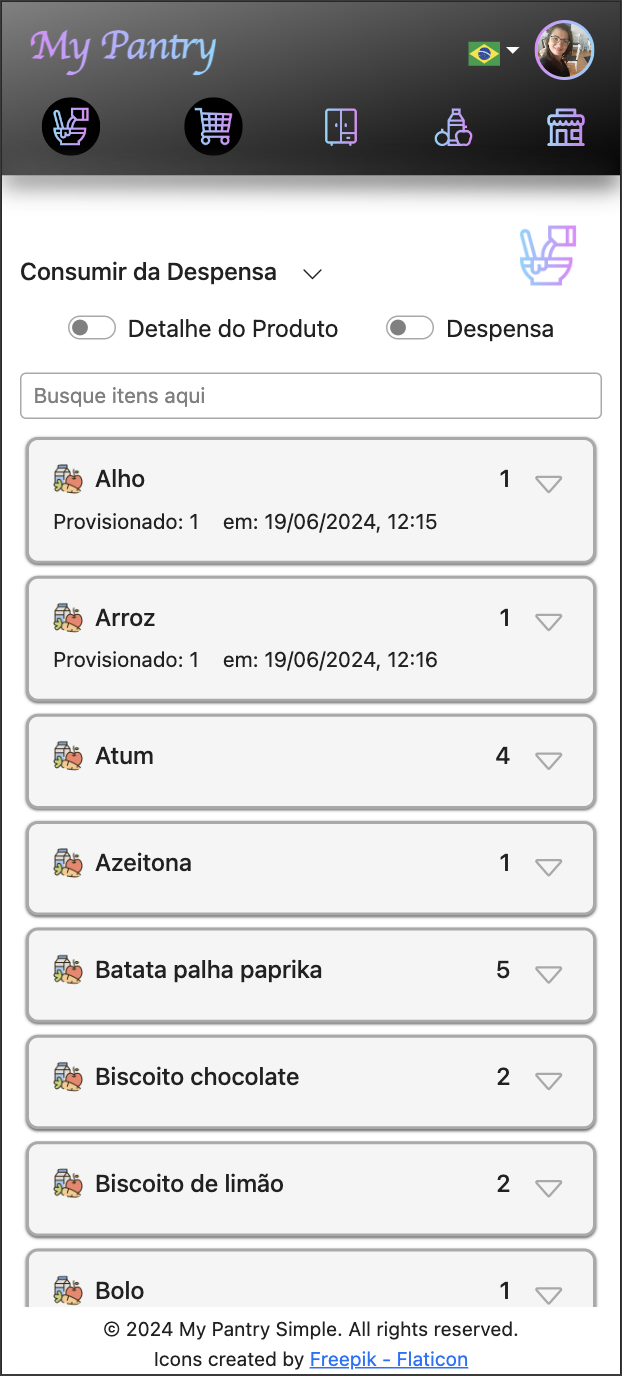 My Pantry
Consumir da Despensa
Detalhe do Produto Despensa
Busque itens aqui
Alho 1
Provisionado: 1 em: 19/06/2024, 12:15
Arroz 1
Provisionado: 1 em: 19/06/2024, 12:16
Atum 4
Azeitona 1
Batata palha paprika 5
Biscoito chocolate 2
Biscoito de limão 2
Bolo 1
© 2024 My Pantry Simple. All rights reserved.
Icons created by Freepik - Flaticon